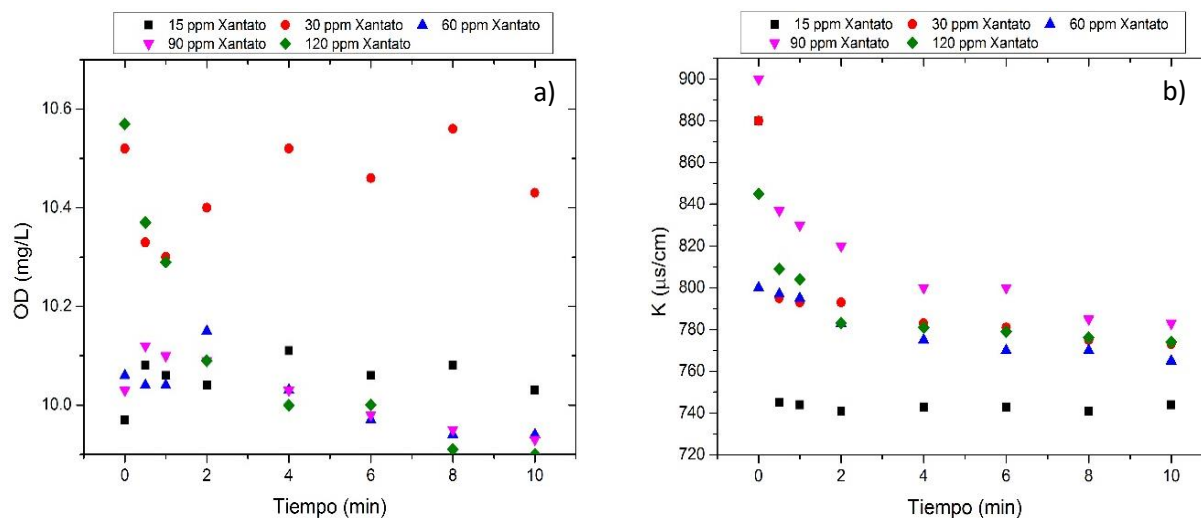 15 ppm Xantato 30 ppm Xantato 60 ppm Xantato
90 ppm Xantato 120 ppm Xantato
a)
10.6
10.4
10.2
10.0
OD (mg/L)
0 2 4 6 8 10
Tiempo (min)
15 ppm Xantato 30 ppm Xantato 60 ppm Xantato
90 ppm Xantato 120 ppm Xantato
b)
900
880
860
840
820
800
780
760
740
720
K (µs/cm)
0 2 4 6 8 10
Tiempo (min)